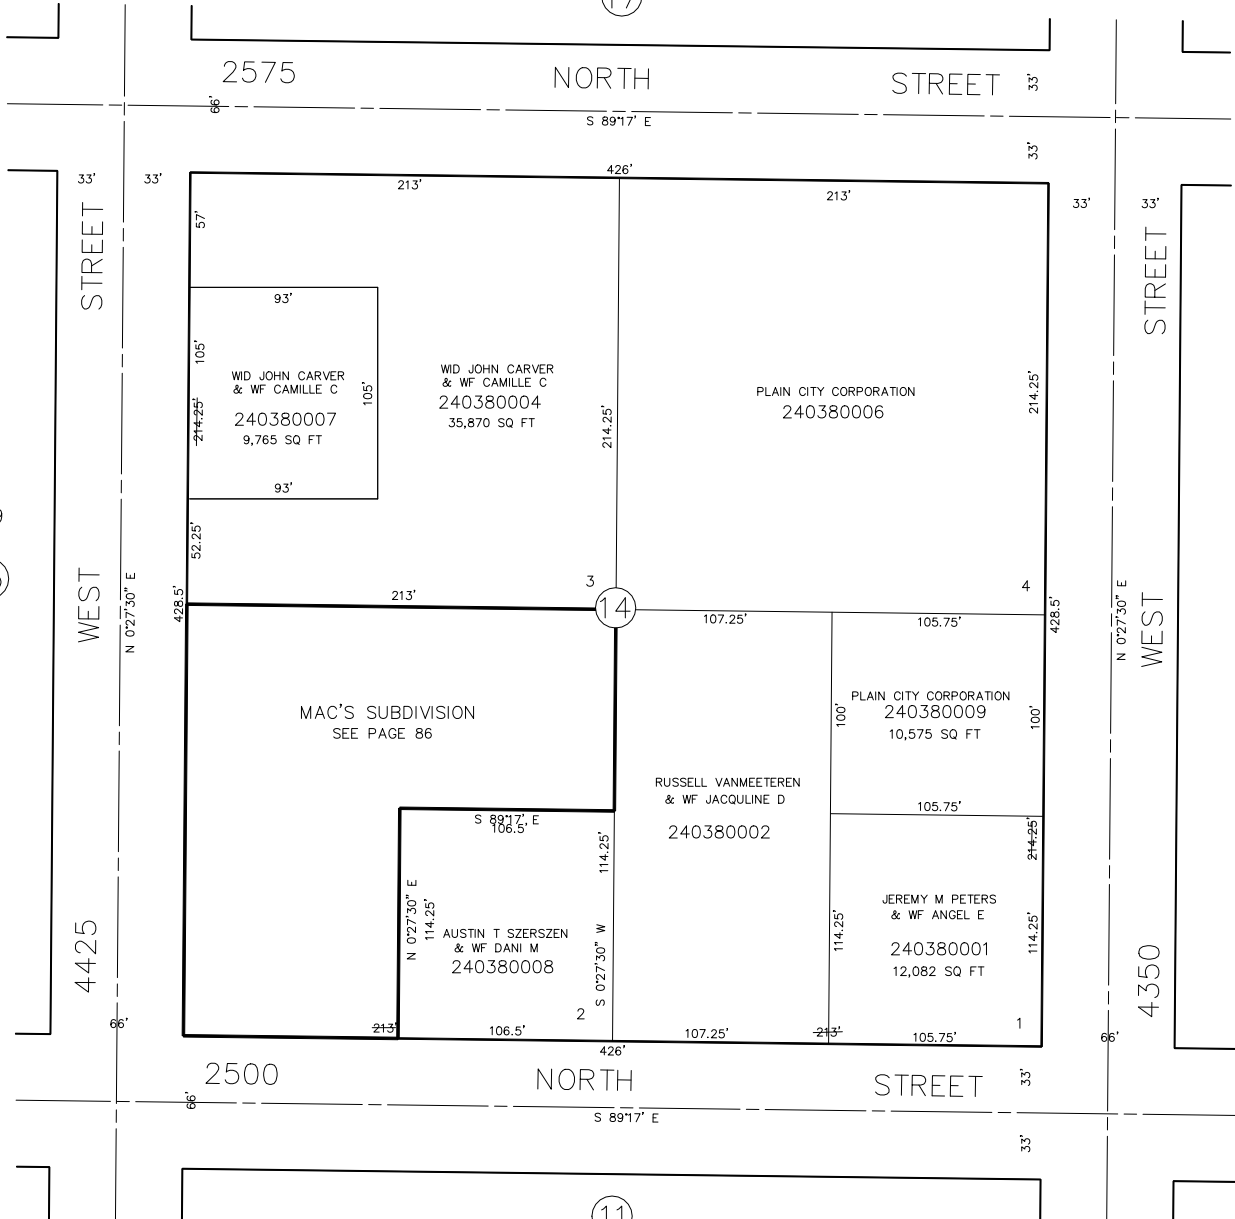 17
2575 NORTH STREET
33'
66'
S 89°17' E
33'
426'
33'
33'
213'
213'
33'
33'
57'
STREET
STREET
93'
105'
105'
214.25'
WID JOHN CARVER
& WF CAMILLE C
240380007
9,765 SQ FT
WID JOHN CARVER
& WF CAMILLE C
240380004
35,870 SQ FT
214.25'
PLAIN CITY CORPORATION
240380006
214.25'
93'
52.25'
3
4
WEST
N 0°27'30" E
428.5'
213'
14
107.25'
105.75'
428.5'
N 0°27'30" E
WEST
MAC'S SUBDIVISION
SEE PAGE 86
PLAIN CITY CORPORATION
240380009
10,575 SQ FT
100'
100'
RUSSELL VANMEETEREN
& WF JACQULINE D
240380002
105.75'
S 89°17' E
106.5'
114.25'
214.25'
N 0°27'30" E
114.25'
AUSTIN T SZERSZEN
& WF DANI M
240380008
S 0°27'30" W
JEREMY M PETERS
& WF ANGEL E
240380001
12,082 SQ FT
114.25'
114.25'
4425
4350
2
1
66'
213'
106.5'
107.25'
213'
105.75'
66'
426'
2500 NORTH STREET
33'
66'
S 89°17' E
33'
11